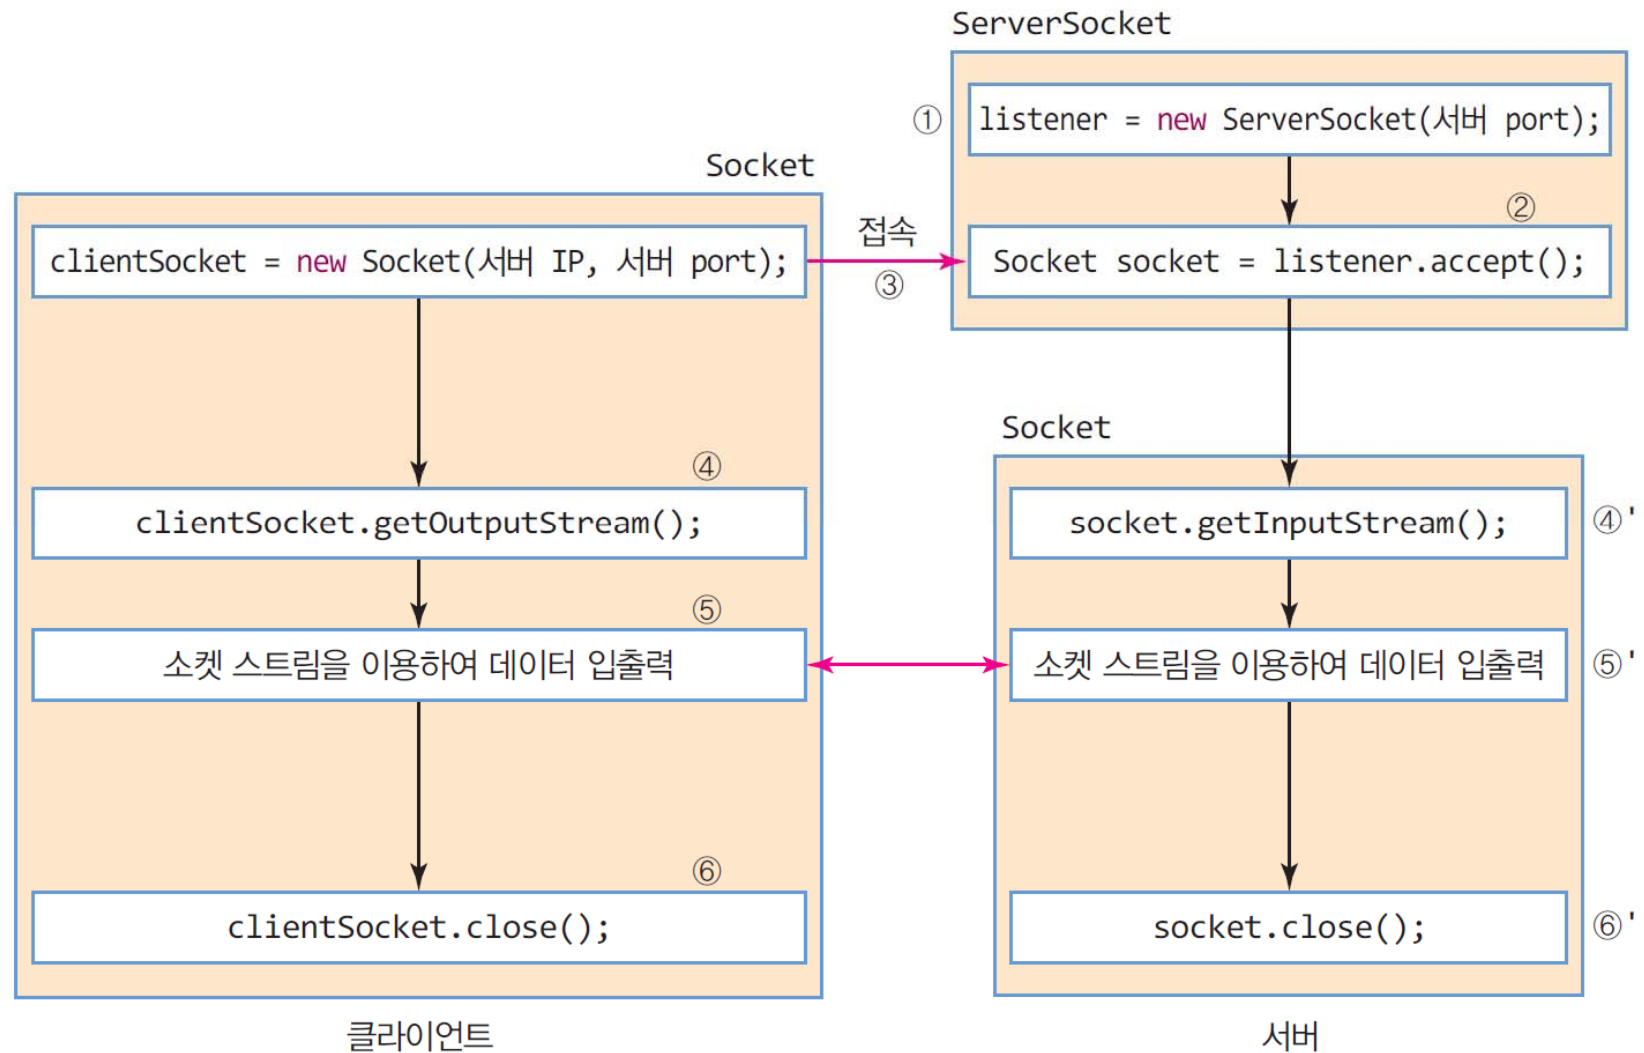 ServerSocket
①
listener = new ServerSocket(서버 port);
Socket
②
clientSocket = new Socket(서버 IP, 서버 port);
접속
③
Socket socket = listener.accept();
Socket
④
clientSocket.getOutputStream();
socket.getInputStream();
④'
⑤
소켓 스트림을 이용하여 데이터 입출력
소켓 스트림을 이용하여 데이터 입출력
⑤'
⑥
clientSocket.close();
socket.close();
⑥'
클라이언트
서버